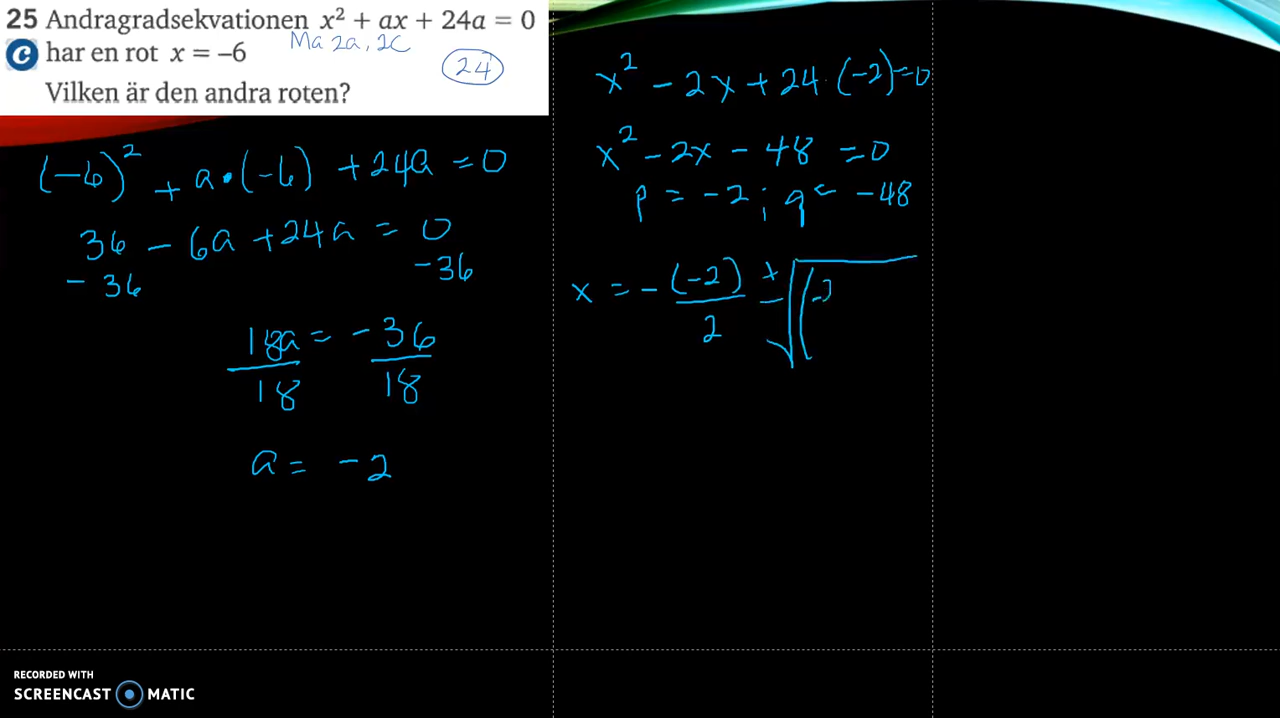 25 Andragradsekvationen x² + ax + 24a = 0
C har en rot x = –6
Ma 2a, 2C
24
Vilken är den andra roten?
(-6)² + a•(-6) + 24a = 0
36 - 6a + 24a = 0
-36 -36
18a = -36
18 18
a = -2
x² - 2x + 24·(-2) = 0
x² - 2x - 48 = 0
p = -2 ; q = -48
x = - (-2)/2 ± √((-2
RECORDED WITH
SCREENCAST MATIC